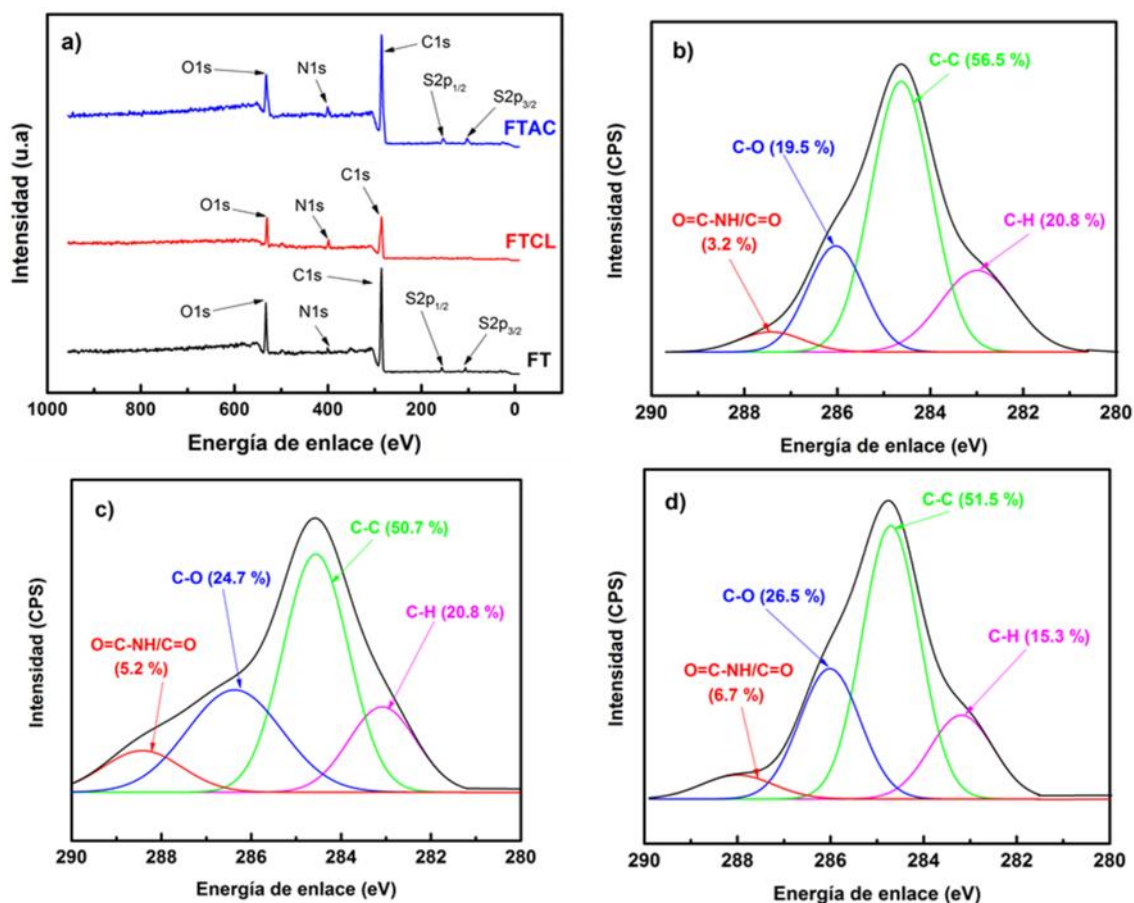 a)
C1s
O1s
N1s
S2p1/2
S2p3/2
FTAC
C1s
O1s
N1s
FTCL
C1s
O1s
N1s
S2p1/2
S2p3/2
FT
Intensidad (u.a)
1000 800 600 400 200 0
Energía de enlace (eV)
b)
C-C (56.5 %)
C-O (19.5 %)
O=C-NH/C=O
(3.2 %)
C-H (20.8 %)
Intensidad (CPS)
290 288 286 284 282 280
Energía de enlace (eV)
c)
C-C (50.7 %)
C-O (24.7 %)
C-H (20.8 %)
O=C-NH/C=O
(5.2 %)
Intensidad (CPS)
290 288 286 284 282 280
Energía de enlace (eV)
d)
C-C (51.5 %)
C-O (26.5 %)
C-H (15.3 %)
O=C-NH/C=O
(6.7 %)
Intensidad (CPS)
290 288 286 284 282 280
Energía de enlace (eV)